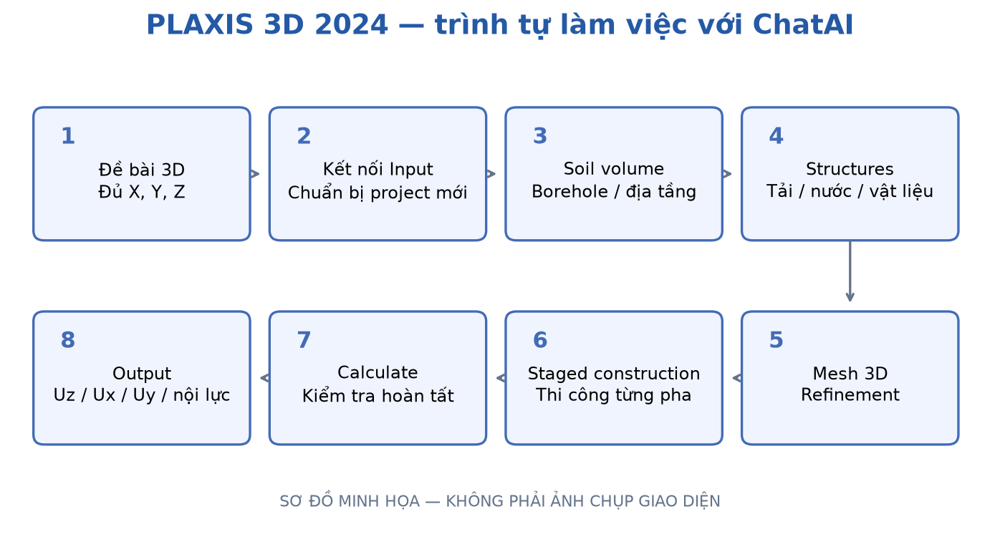 PLAXIS 3D 2024 — trình tự làm việc với ChatAI
1
Đề bài 3D
Đủ X, Y, Z
2
Kết nối Input
Chuẩn bị project mới
3
Soil volume
Borehole / địa tầng
4
Structures
Tải / nước / vật liệu
5
Mesh 3D
Refinement
6
Staged construction
Thi công từng pha
7
Calculate
Kiểm tra hoàn tất
8
Output
Uz / Ux / Uy / nội lực
SƠ ĐỒ MINH HỌA — KHÔNG PHẢI ẢNH CHỤP GIAO DIỆN